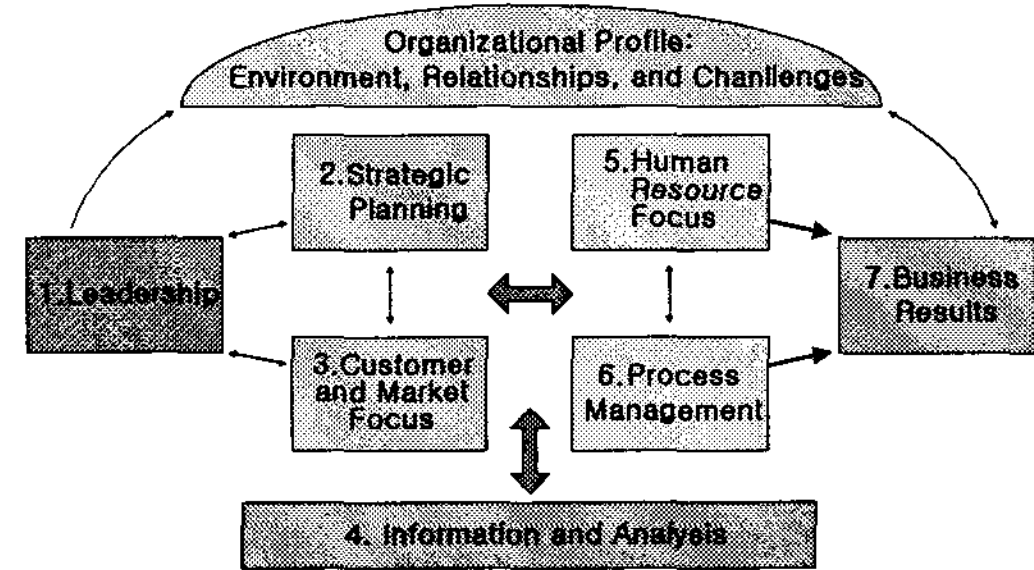 Organizational Profile:
Environment, Relationships, and Chanllenges
2.Strategic
Planning
5.Human
Resource
Focus
1.Leadership
7.Business
Results
3.Customer
and Market
Focus
6.Process
Management
4. Information and Analysis